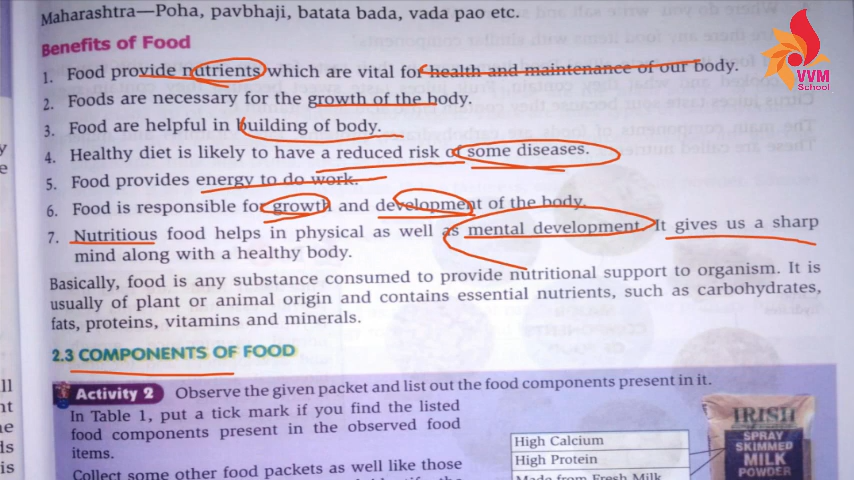 Maharashtra—Poha, pavbhaji, batata bada, vada pao etc.
Benefits of Food
1. Food provide nutrients which are vital for health and maintenance of our body.
2. Foods are necessary for the growth of the body.
3. Food are helpful in building of body.
4. Healthy diet is likely to have a reduced risk of some diseases.
5. Food provides energy to do work.
6. Food is responsible for growth and development of the body.
7. Nutritious food helps in physical as well as mental development. It gives us a sharp
mind along with a healthy body.
Basically, food is any substance consumed to provide nutritional support to organism. It is
usually of plant or animal origin and contains essential nutrients, such as carbohydrates,
fats, proteins, vitamins and minerals.
2.3 COMPONENTS OF FOOD
Activity 2 Observe the given packet and list out the food components present in it.
In Table 1, put a tick mark if you find the listed
food components present in the observed food
items.
Collect some other food packets as well like those
High Calcium
High Protein
Made from Fresh Milk
IRISH
SPRAY
SKIMMED
MILK
POWDER
VVM
School